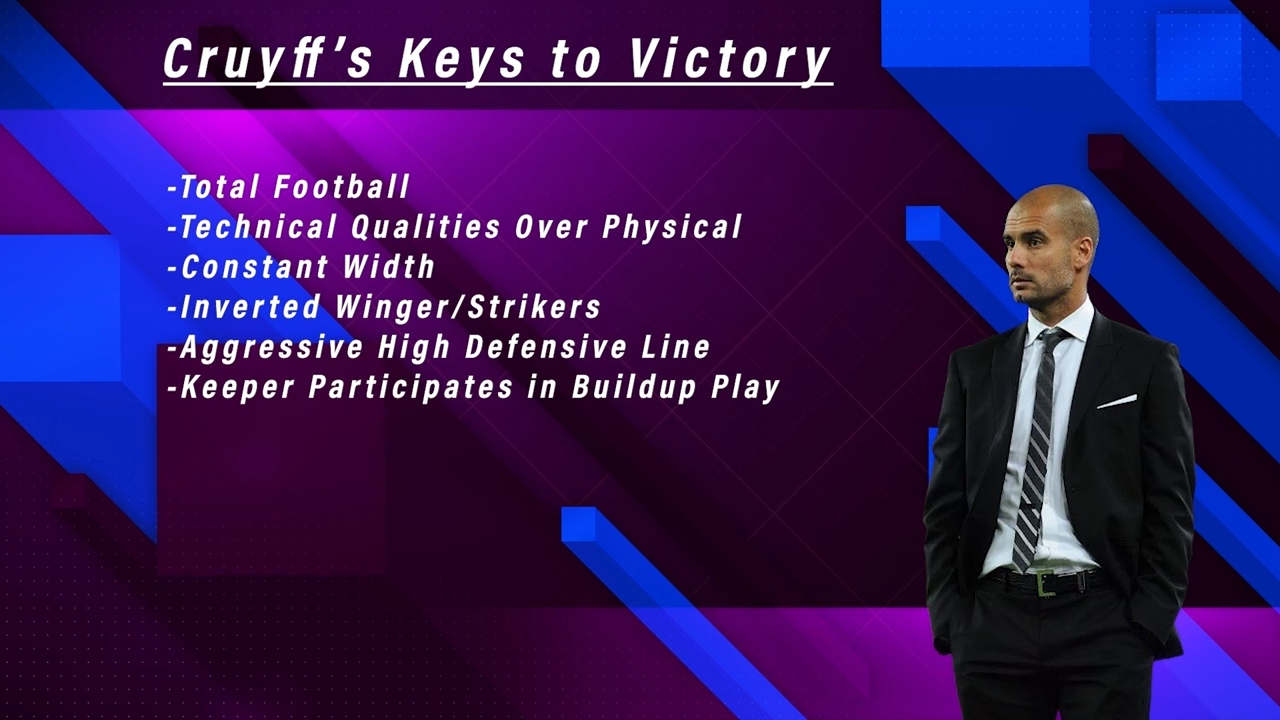 Cruyff's Keys to Victory
-Total Football
-Technical Qualities Over Physical
-Constant Width
-Inverted Winger/Strikers
-Aggressive High Defensive Line
-Keeper Participates in Buildup Play